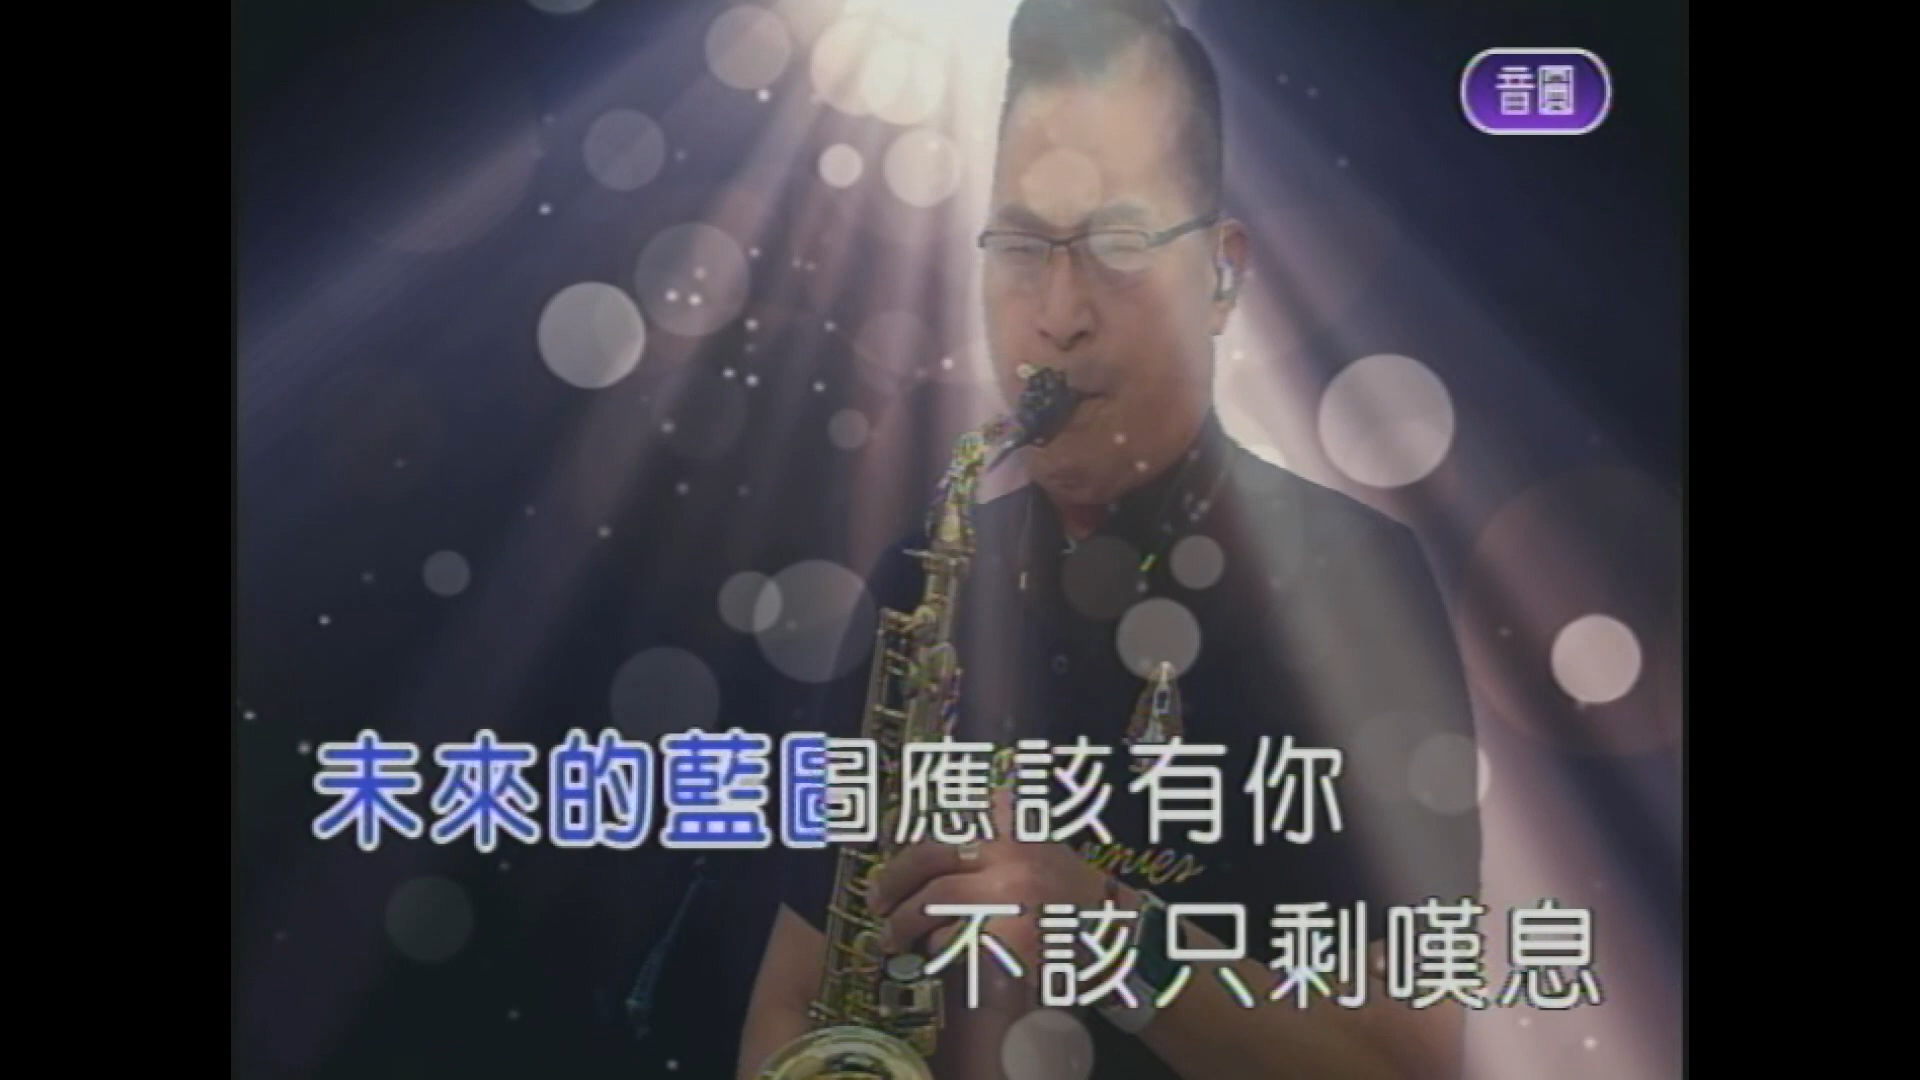 音圓
未來的藍圖應該有你
不該只剩嘆息